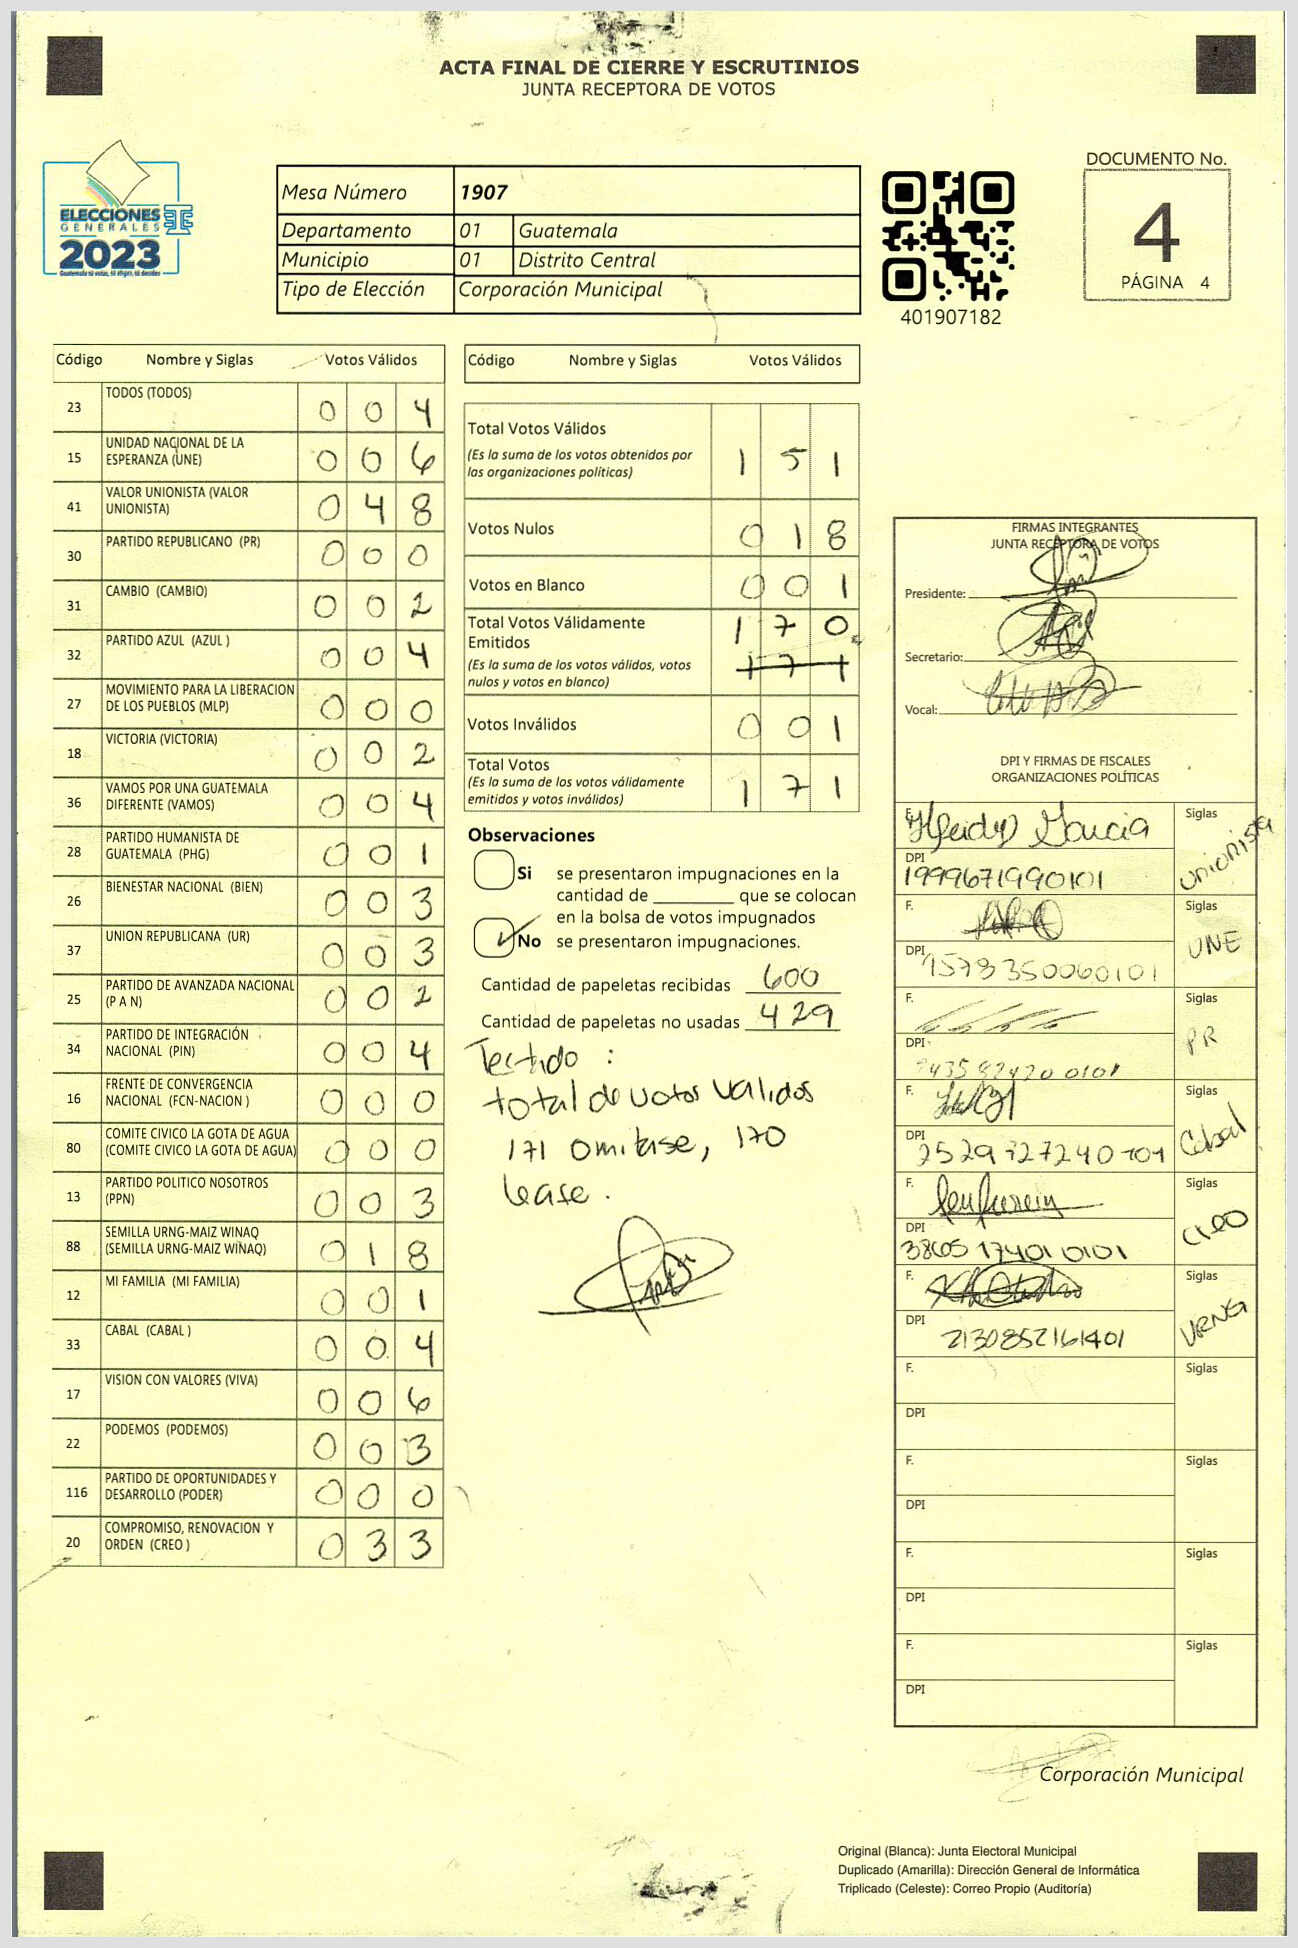 ACTA FINAL DE CIERRE Y ESCRUTINIOS
JUNTA RECEPTORA DE VOTOS
ELECCIONES
GENERALES
2023
Guatemala tú votas, tú eliges, tú decides
Mesa Número 1907
Departamento 01 Guatemala
Municipio 01 Distrito Central
Tipo de Elección Corporación Municipal
401907182
DOCUMENTO No.
4
PÁGINA 4
Código Nombre y Siglas Votos Válidos
23 TODOS (TODOS) 0 0 4
15 UNIDAD NACIONAL DE LA
ESPERANZA (UNE) 0 0 6
41 VALOR UNIONISTA (VALOR
UNIONISTA) 0 4 8
30 PARTIDO REPUBLICANO (PR) 0 0 0
31 CAMBIO (CAMBIO) 0 0 2
32 PARTIDO AZUL (AZUL ) 0 0 4
27 MOVIMIENTO PARA LA LIBERACION
DE LOS PUEBLOS (MLP) 0 0 0
18 VICTORIA (VICTORIA) 0 0 2
36 VAMOS POR UNA GUATEMALA
DIFERENTE (VAMOS) 0 0 4
28 PARTIDO HUMANISTA DE
GUATEMALA (PHG) 0 0 1
26 BIENESTAR NACIONAL (BIEN) 0 0 3
37 UNION REPUBLICANA (UR) 0 0 3
25 PARTIDO DE AVANZADA NACIONAL
(P A N) 0 0 2
34 PARTIDO DE INTEGRACIÓN
NACIONAL (PIN) 0 0 4
16 FRENTE DE CONVERGENCIA
NACIONAL (FCN-NACION ) 0 0 0
80 COMITE CIVICO LA GOTA DE AGUA
(COMITE CIVICO LA GOTA DE AGUA) 0 0 0
13 PARTIDO POLITICO NOSOTROS
(PPN) 0 0 3
88 SEMILLA URNG-MAIZ WINAQ
(SEMILLA URNG-MAIZ WINAQ) 0 1 8
12 MI FAMILIA (MI FAMILIA) 0 0 1
33 CABAL (CABAL ) 0 0 4
17 VISION CON VALORES (VIVA) 0 0 6
22 PODEMOS (PODEMOS) 0 0 3
116 PARTIDO DE OPORTUNIDADES Y
DESARROLLO (PODER) 0 0 0
20 COMPROMISO, RENOVACION Y
ORDEN (CREO ) 0 3 3
Código Nombre y Siglas Votos Válidos
Total Votos Válidos
(Es la suma de los votos obtenidos por
las organizaciones políticas) 1 5 1
Votos Nulos 0 1 8
Votos en Blanco 0 0 1
Total Votos Válidamente
Emitidos 1 7 0
(Es la suma de los votos válidos, votos
nulos y votos en blanco) 1 7 1
Votos Inválidos 0 0 1
Total Votos
(Es la suma de los votos válidamente
emitidos y votos inválidos) 1 7 1
Observaciones
Si se presentaron impugnaciones en la
cantidad de ________ que se colocan
en la bolsa de votos impugnados
No se presentaron impugnaciones.
Cantidad de papeletas recibidas 600
Cantidad de papeletas no usadas 429
Testado :
total de votos validos
171 omitase, 170
lease.
FIRMAS INTEGRANTES
JUNTA RECEPTORA DE VOTOS
Presidente:
Secretario:
Vocal:
DPI Y FIRMAS DE FISCALES
ORGANIZACIONES POLÍTICAS
F. Heidy Garcia Siglas
DPI
1999671990101 Unionista
F. Siglas
DPI 1578350060101 UNE
F. Siglas
DPI PR
F. Siglas
DPI Cabal
F. Siglas
DPI
CREO
F. Siglas
DPI
2130852161401 URNG
F. Siglas
DPI
F. Siglas
DPI
F. Siglas
DPI
F. Siglas
DPI
Corporación Municipal
Original (Blanca): Junta Electoral Municipal
Duplicado (Amarilla): Dirección General de Informática
Triplicado (Celeste): Correo Propio (Auditoría)